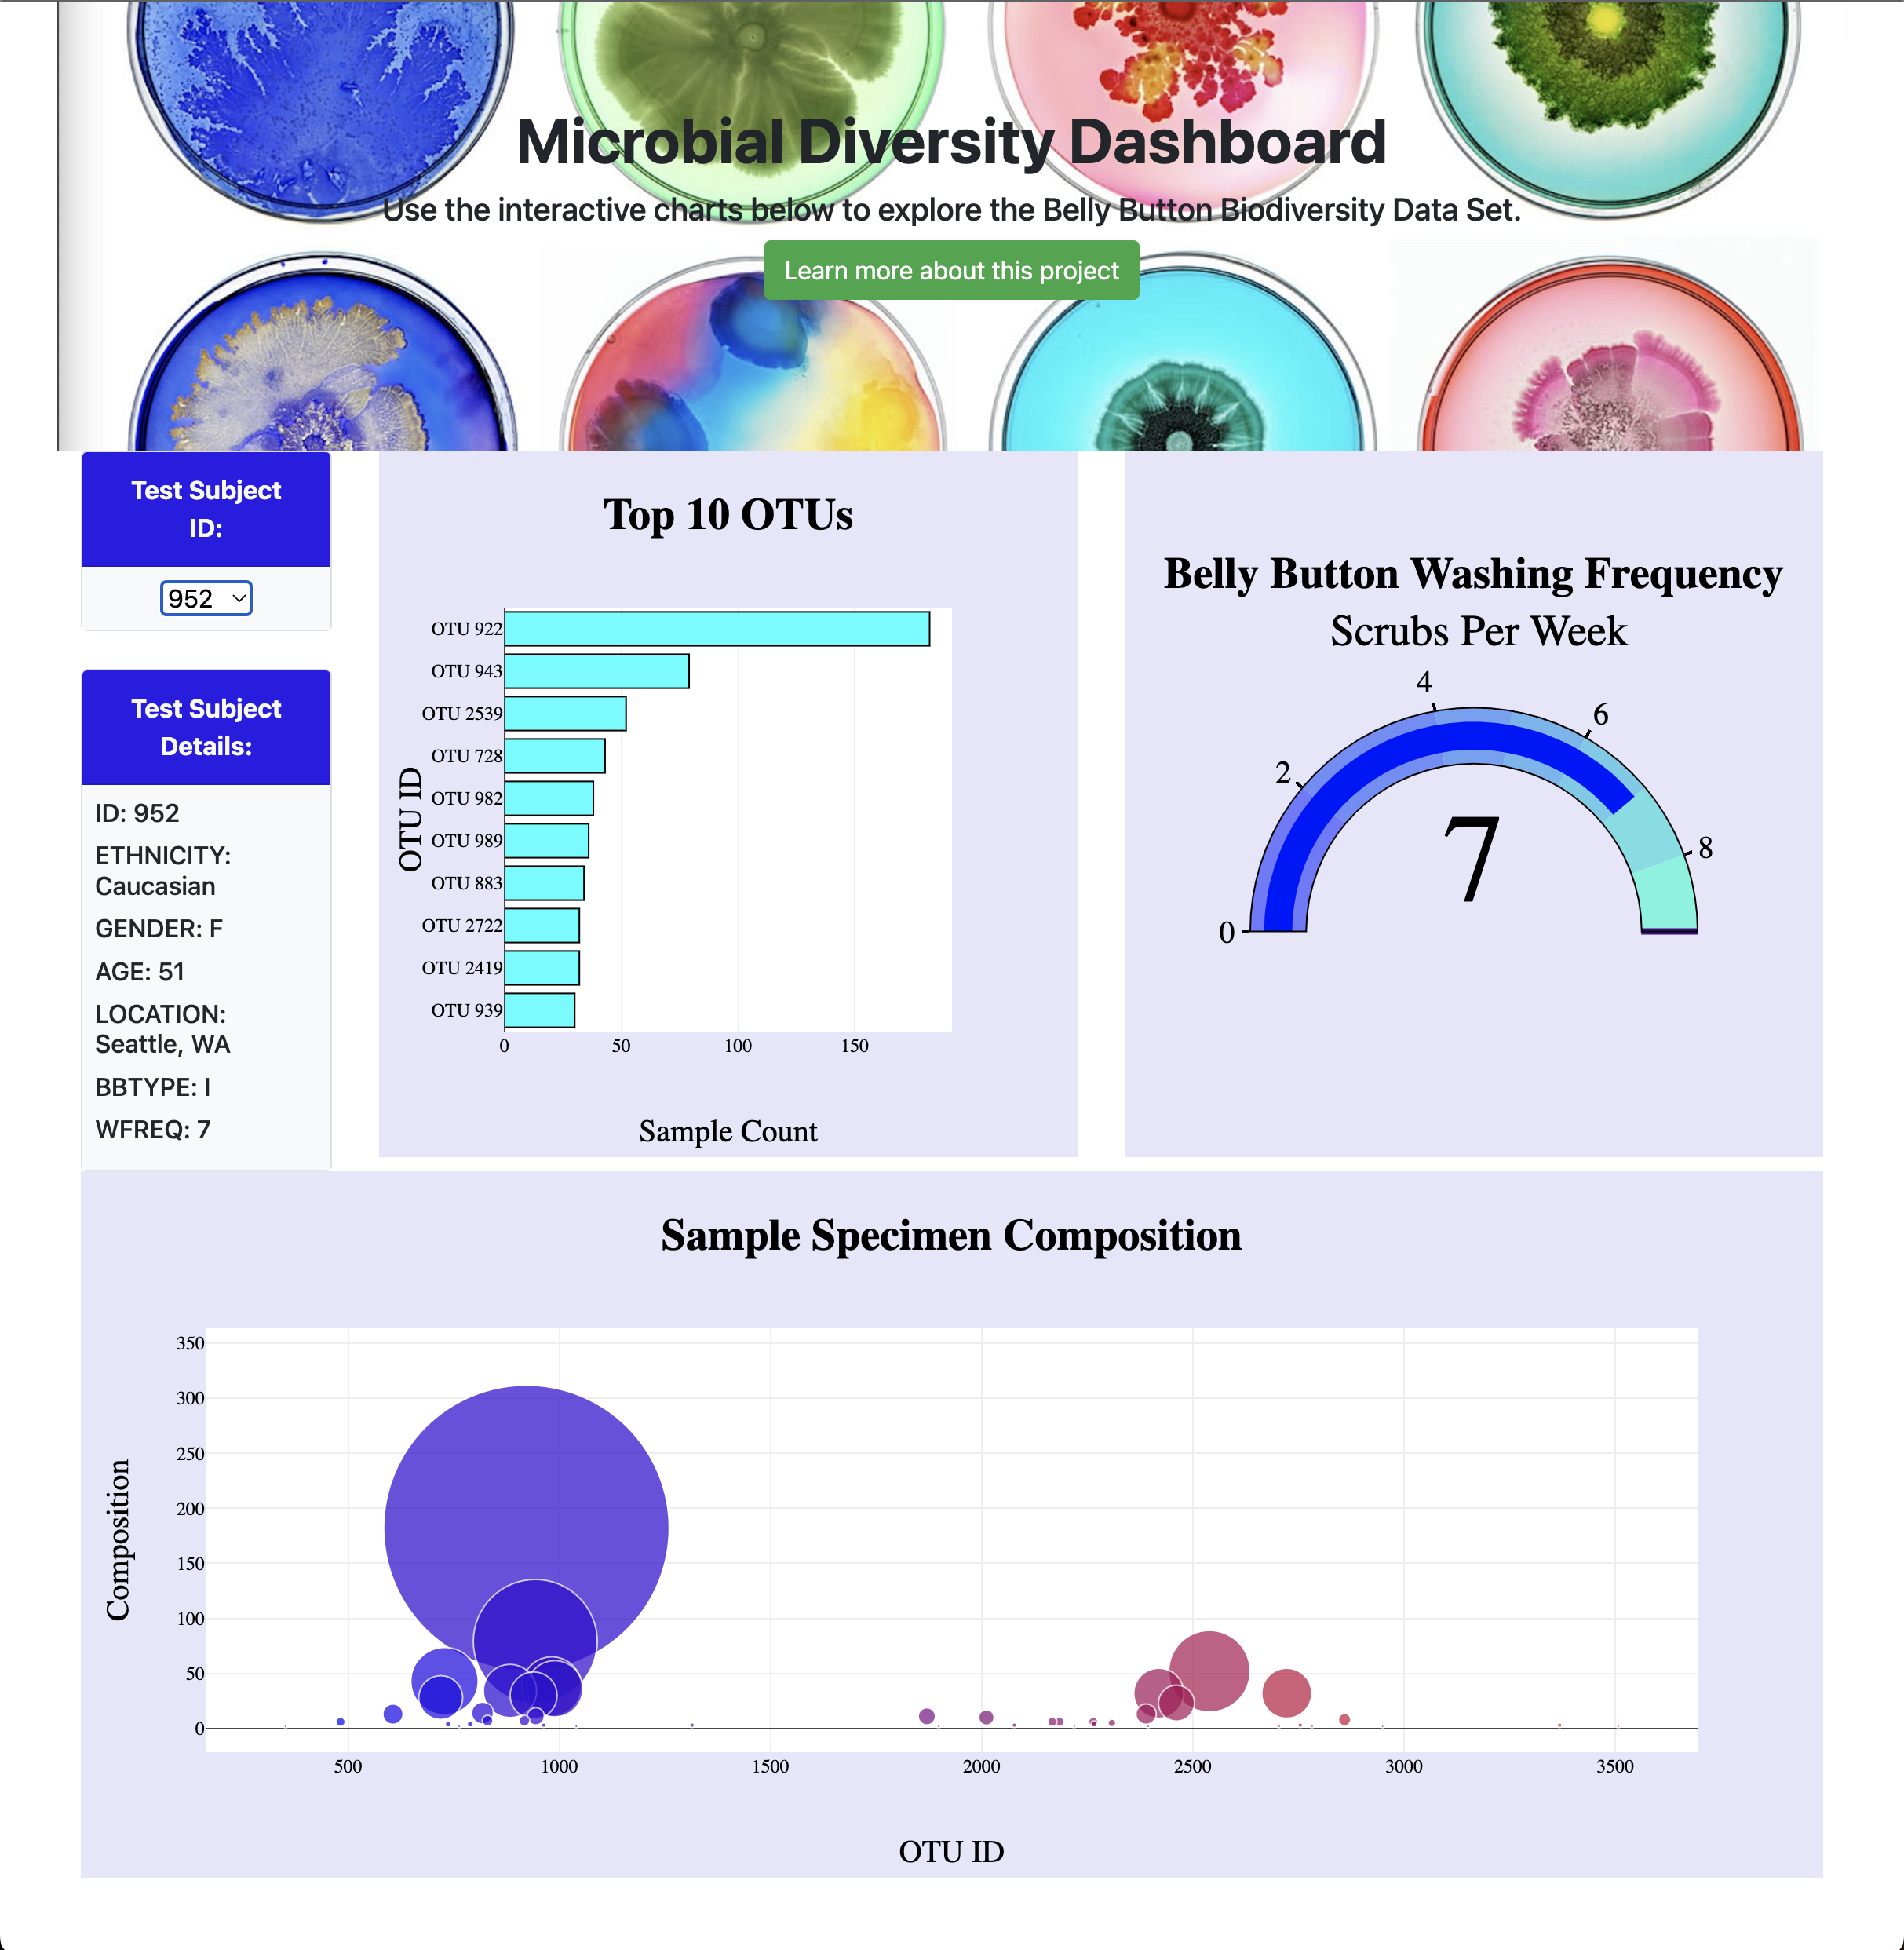 Microbial Diversity Dashboard
Use the interactive charts below to explore the Belly Button Biodiversity Data Set.
Learn more about this project
Test Subject
ID:
952
Test Subject
Details:
ID: 952
ETHNICITY:
Caucasian
GENDER: F
AGE: 51
LOCATION:
Seattle, WA
BBTYPE: I
WFREQ: 7
Top 10 OTUs
OTU ID
OTU 922
OTU 943
OTU 2539
OTU 728
OTU 982
OTU 989
OTU 883
OTU 2722
OTU 2419
OTU 939
0 50 100 150
Sample Count
Belly Button Washing Frequency
Scrubs Per Week
0
2
4
6
8
7
Sample Specimen Composition
Composition
350
300
250
200
150
100
50
0
500 1000 1500 2000 2500 3000 3500
OTU ID